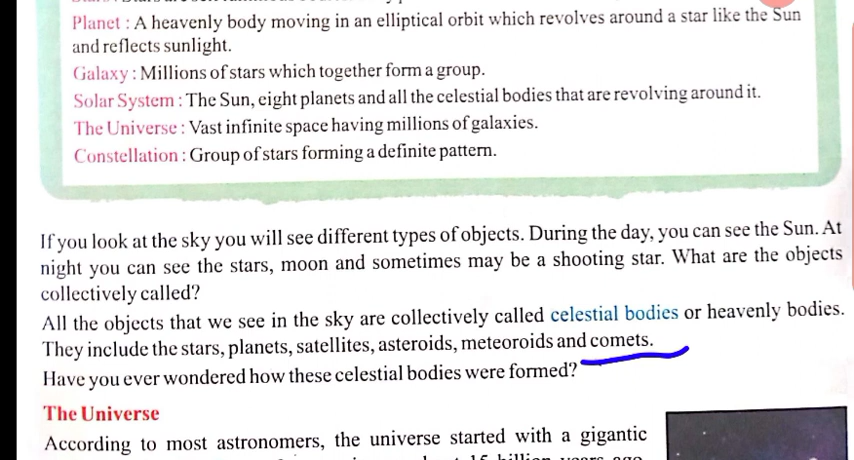 Planet : A heavenly body moving in an elliptical orbit which revolves around a star like the Sun
and reflects sunlight.
Galaxy : Millions of stars which together form a group.
Solar System : The Sun, eight planets and all the celestial bodies that are revolving around it.
The Universe : Vast infinite space having millions of galaxies.
Constellation : Group of stars forming a definite pattern.
If you look at the sky you will see different types of objects. During the day, you can see the Sun. At
night you can see the stars, moon and sometimes may be a shooting star. What are the objects
collectively called?
All the objects that we see in the sky are collectively called celestial bodies or heavenly bodies.
They include the stars, planets, satellites, asteroids, meteoroids and comets.
Have you ever wondered how these celestial bodies were formed?
The Universe
According to most astronomers, the universe started with a gigantic
15 billion years ago